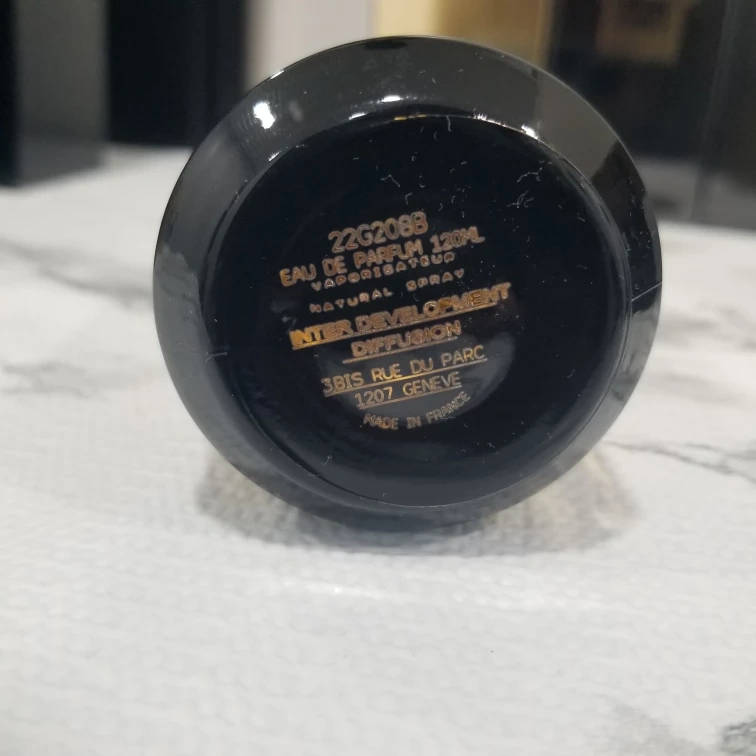 22G208B
EAU DE PARFUM 120ML
VAPORISATEUR
NATURAL SPRAY
INTER DEVELOPMENT
DIFFUSION
3BIS RUE DU PARC
1207 GENEVE
MADE IN FRANCE